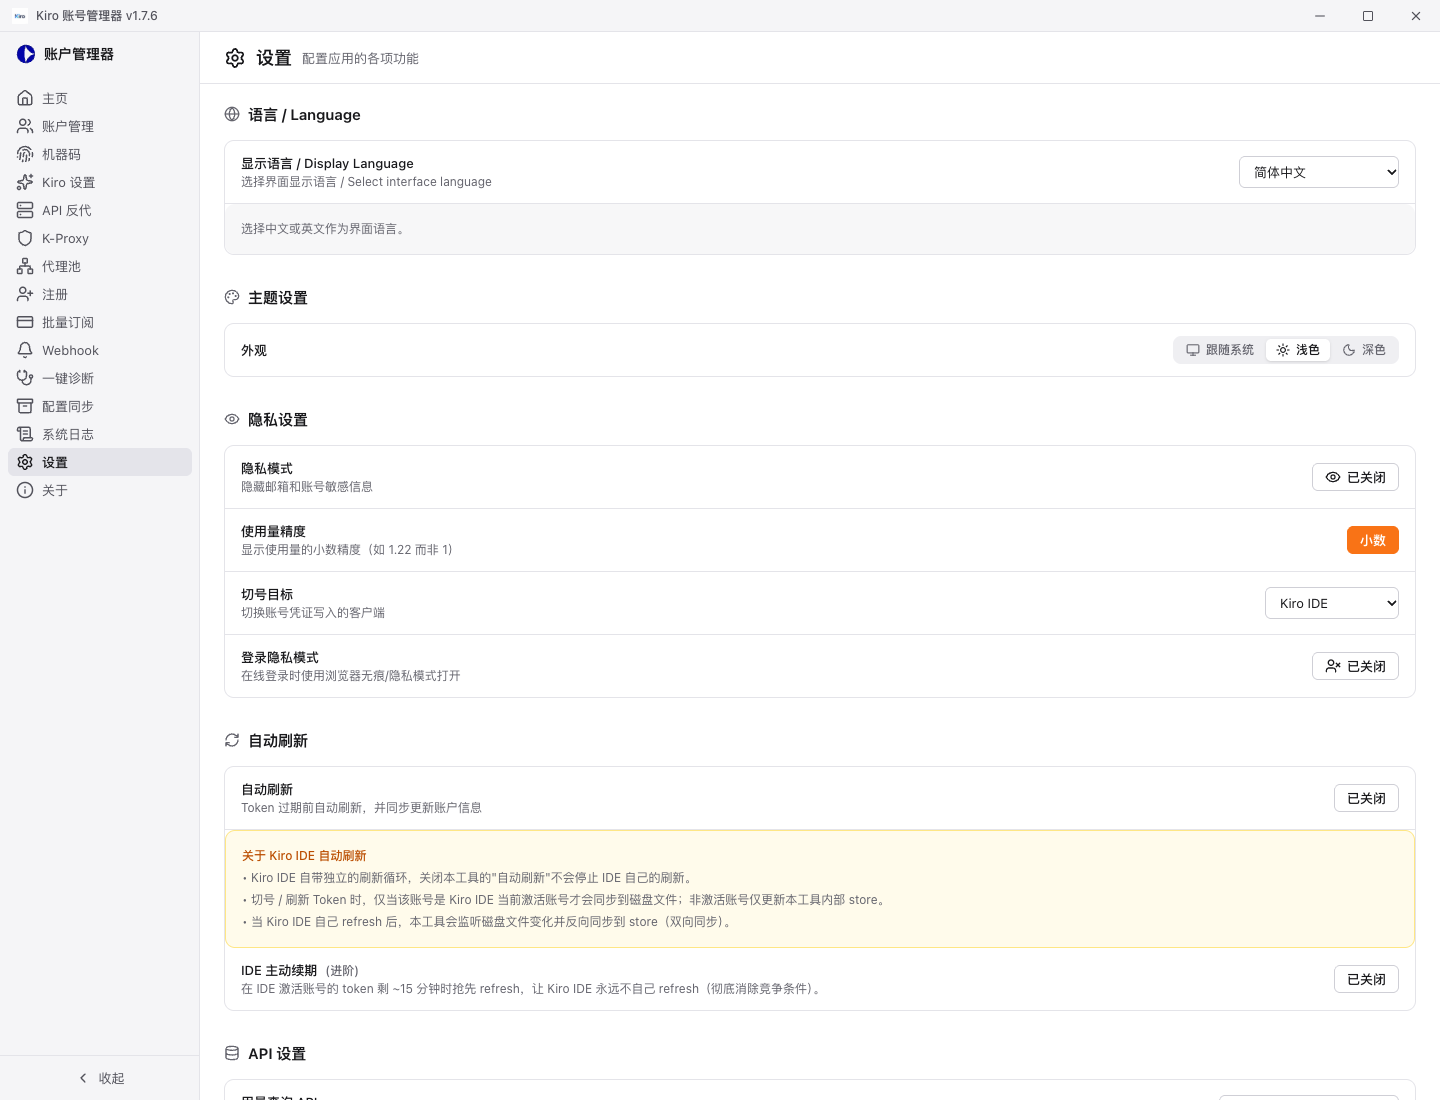 Kiro 账号管理器 v1.7.6
账户管理器
主页
账户管理
机器码
Kiro 设置
API 反代
K-Proxy
代理池
注册
批量订阅
Webhook
一键诊断
配置同步
系统日志
设置
关于
收起
设置 配置应用的各项功能
语言 / Language
显示语言 / Display Language
选择界面显示语言 / Select interface language
简体中文
选择中文或英文作为界面语言。
主题设置
外观
跟随系统 浅色 深色
隐私设置
隐私模式
隐藏邮箱和账号敏感信息
已关闭
使用量精度
显示使用量的小数精度（如 1.22 而非 1）
小数
切号目标
切换账号凭证写入的客户端
Kiro IDE
登录隐私模式
在线登录时使用浏览器无痕/隐私模式打开
已关闭
自动刷新
自动刷新
Token 过期前自动刷新，并同步更新账户信息
已关闭
关于 Kiro IDE 自动刷新
• Kiro IDE 自带独立的刷新循环，关闭本工具的"自动刷新"不会停止 IDE 自己的刷新。
• 切号 / 刷新 Token 时，仅当该账号是 Kiro IDE 当前激活账号才会同步到磁盘文件；非激活账号仅更新本工具内部 store。
• 当 Kiro IDE 自己 refresh 后，本工具会监听磁盘文件变化并反向同步到 store（双向同步）。
IDE 主动续期 （进阶）
在 IDE 激活账号的 token 剩 ~15 分钟时抢先 refresh，让 Kiro IDE 永远不自己 refresh（彻底消除竞争条件）。
已关闭
API 设置
用量查询 API